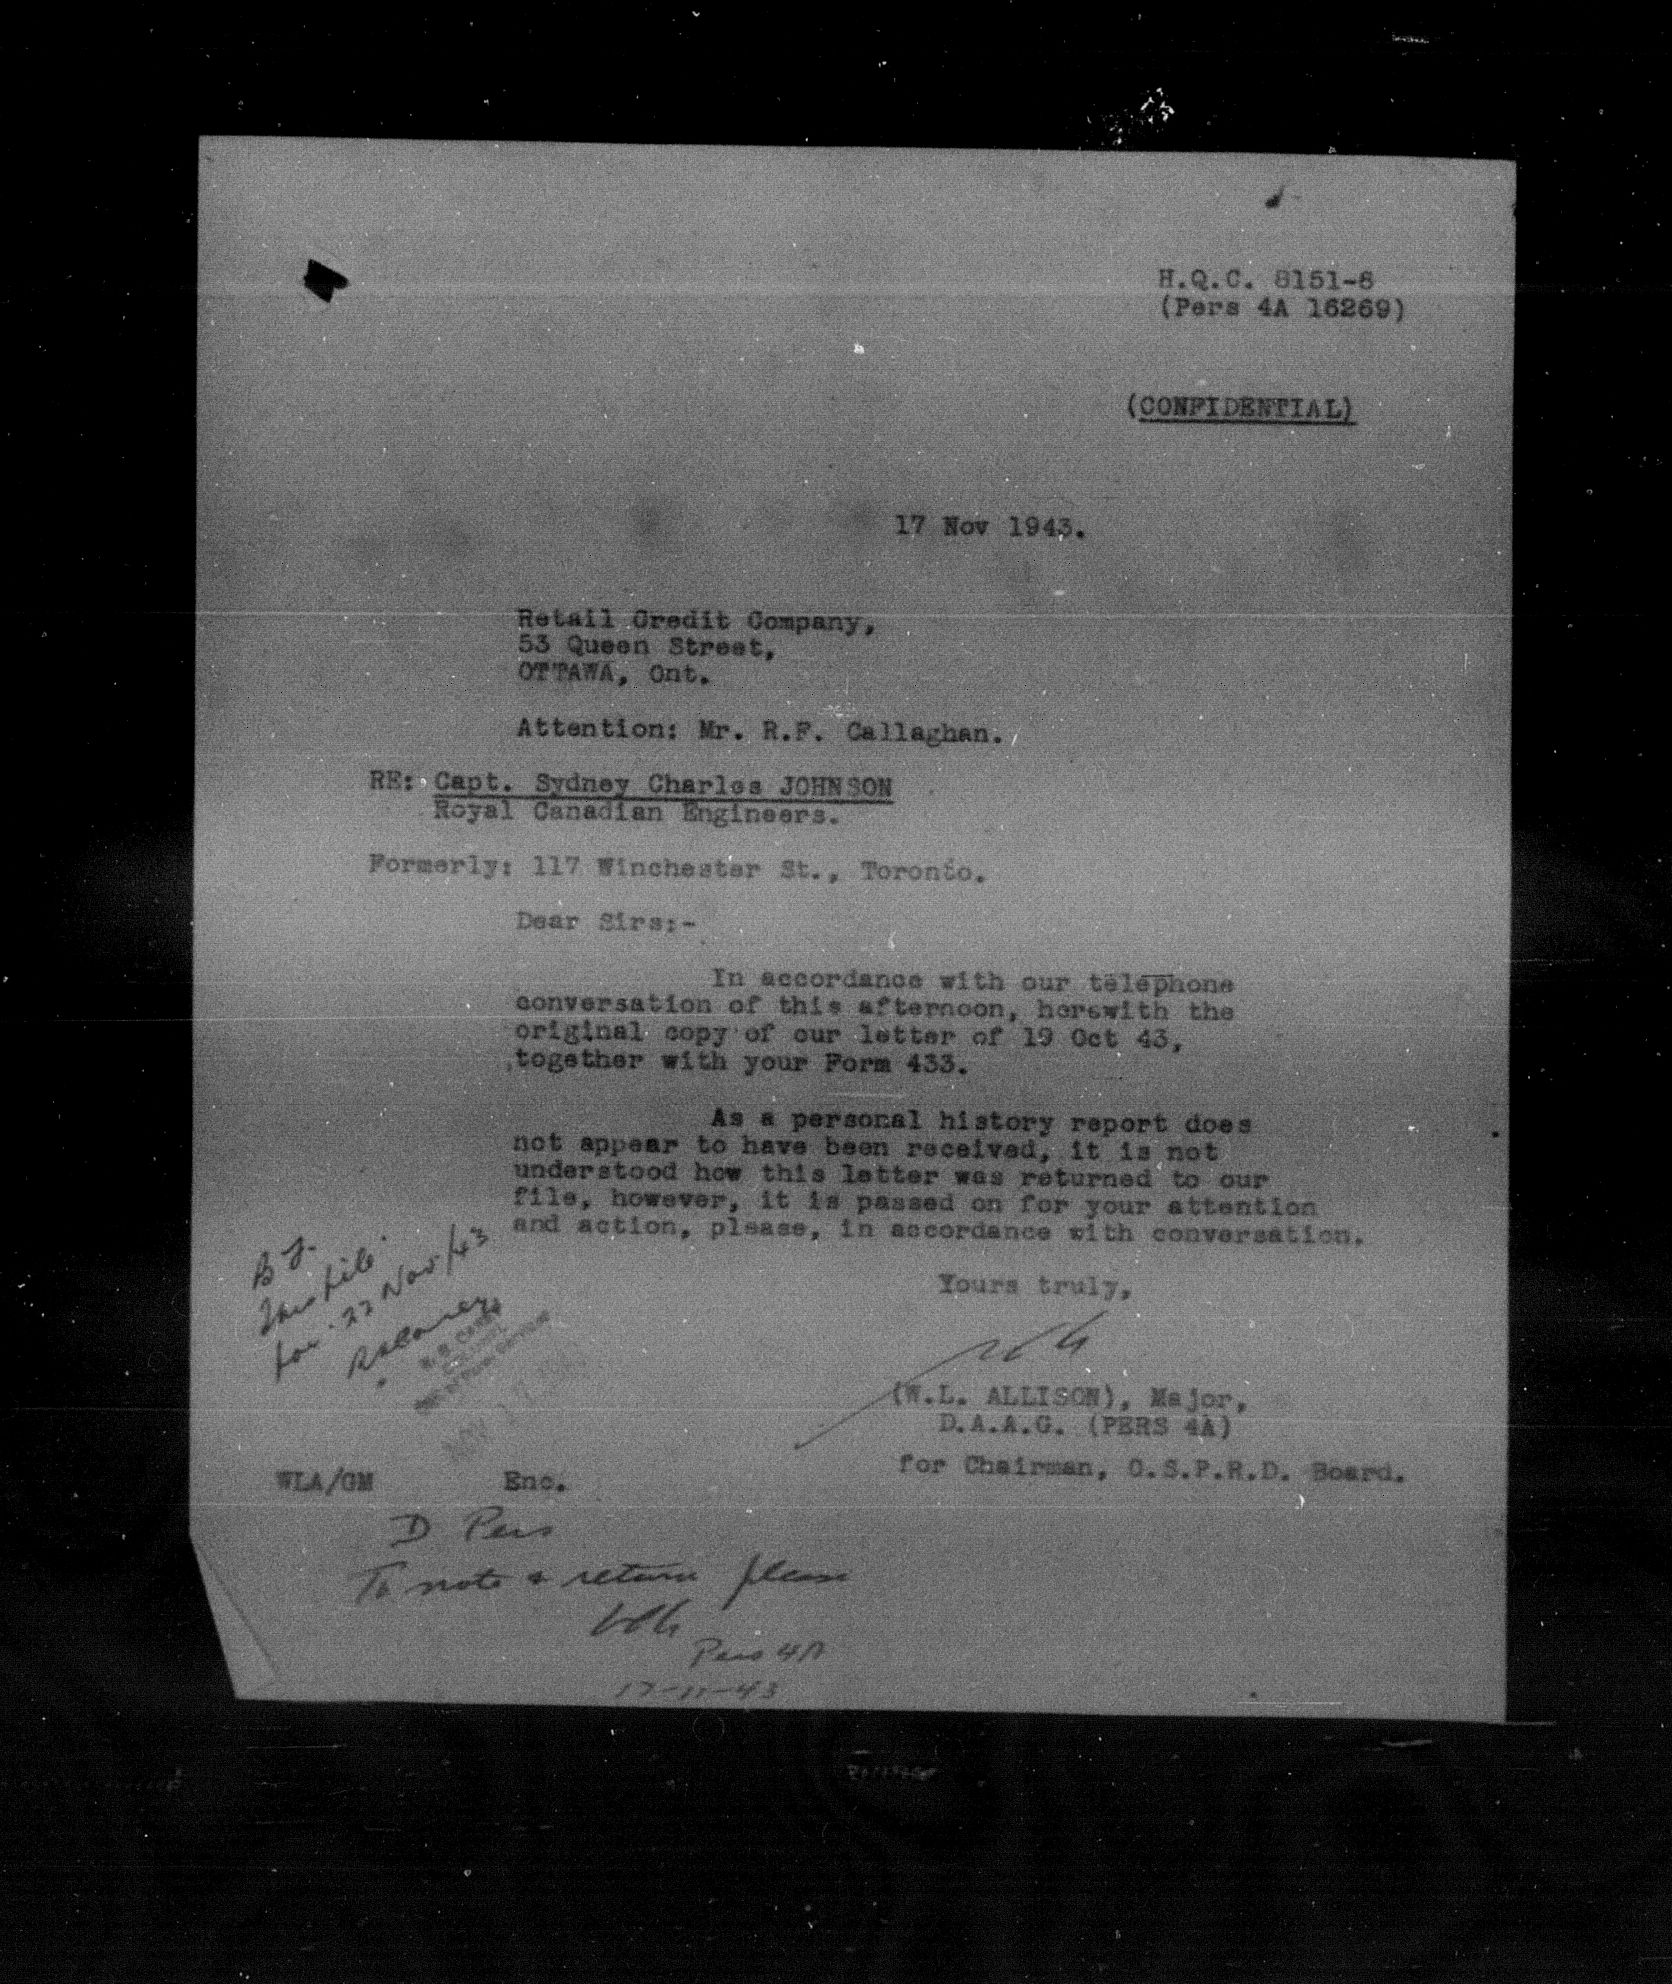 H.Q.C. 8151-6
(Pers 4A 16269)
(CONFIDENTIAL)
17 Nov 1943.
Retail Credit Company,
53 Queen Street,
OTTAWA, Ont.
Attention: Mr. R.F. Callaghan.
RE: Capt. Sydney Charles JOHNSON
Royal Canadian Engineers.
Formerly: 117 Winchester St., Toronto.
Dear Sirs:-
In accordance with our telephone
conversation of this afternoon, herewith the
original copy of our letter of 19 Oct 43,
together with your Form 433.
As a personal history report does
not appear to have been received, it is not
understood how this letter was returned to our
file, however, it is passed on for your attention
and action, please, in accordance with conversation.
B F
file
for 22 Nov/43
Yours truly,
(W.L. ALLISON), Major,
D.A.A.G. (PERS 4A)
for Chairman, O.S.P.R.D. Board.
WLA/GM Enc.
D Pers
To note & return please
Pers 4A
17-11-43